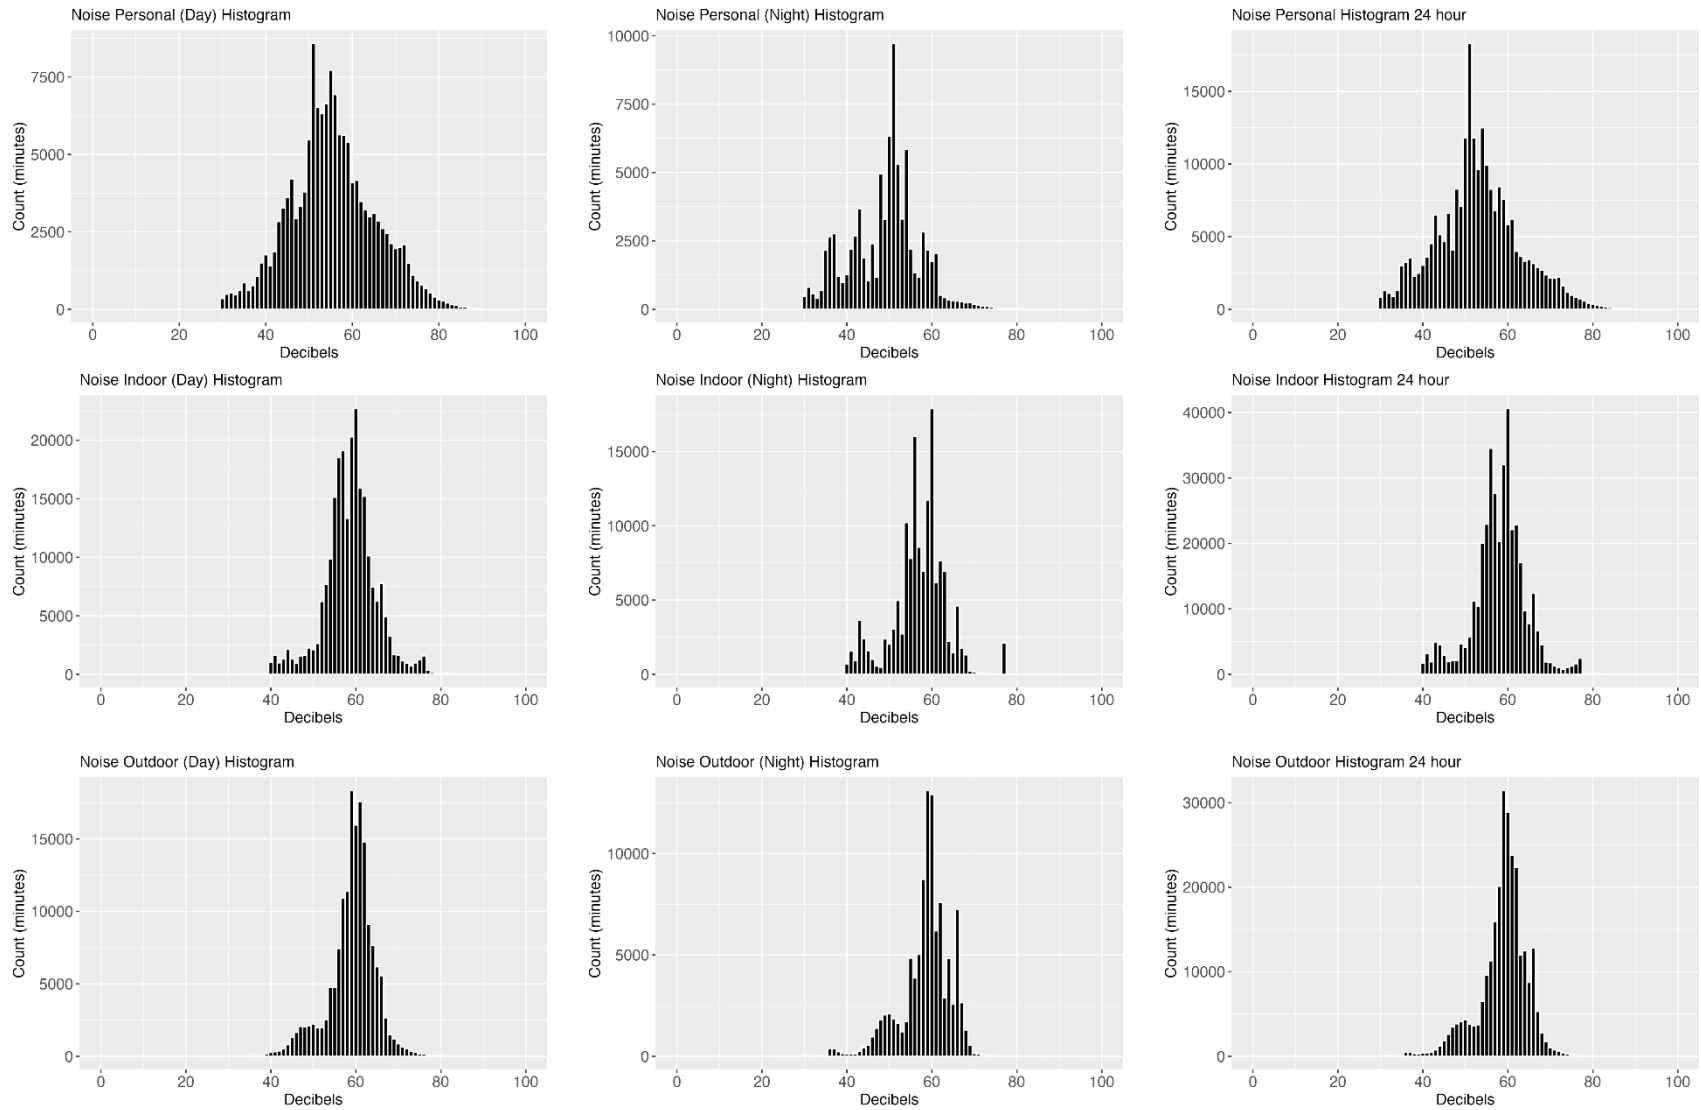 Noise Personal (Day) Histogram
7500
5000
2500
0
Count (minutes)
0 20 40 60 80 100
Decibels
Noise Personal (Night) Histogram
10000
7500
5000
2500
0
Count (minutes)
0 20 40 60 80 100
Decibels
Noise Personal Histogram 24 hour
15000
10000
5000
0
Count (minutes)
0 20 40 60 80 100
Decibels
Noise Indoor (Day) Histogram
20000
15000
10000
5000
0
Count (minutes)
0 20 40 60 80 100
Decibels
Noise Indoor (Night) Histogram
15000
10000
5000
0
Count (minutes)
0 20 40 60 80 100
Decibels
Noise Indoor Histogram 24 hour
40000
30000
20000
10000
0
Count (minutes)
0 20 40 60 80 100
Decibels
Noise Outdoor (Day) Histogram
15000
10000
5000
0
Count (minutes)
0 20 40 60 80 100
Decibels
Noise Outdoor (Night) Histogram
10000
5000
0
Count (minutes)
0 20 40 60 80 100
Decibels
Noise Outdoor Histogram 24 hour
30000
20000
10000
0
Count (minutes)
0 20 40 60 80 100
Decibels